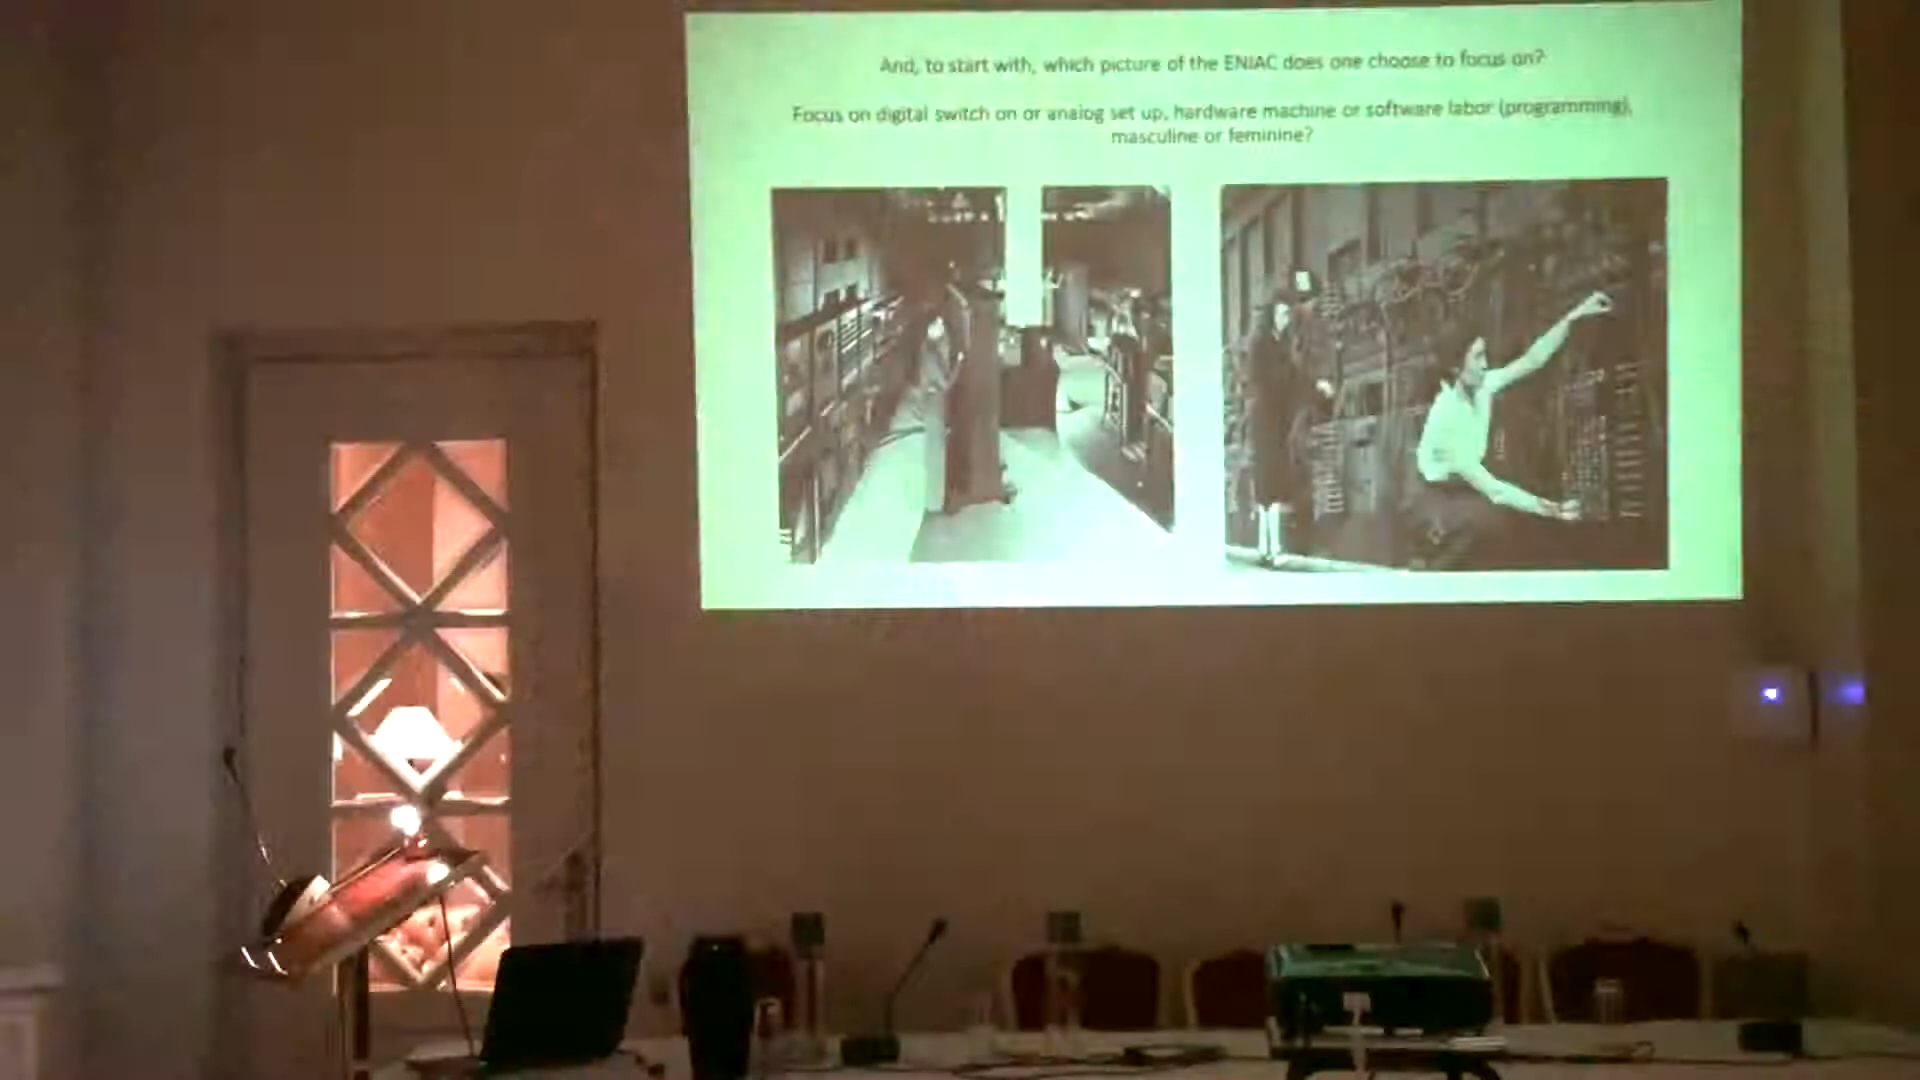 And, to start with, which picture of the ENIAC does one choose to focus on?
Focus on digital switch on or analog set up, hardware machine or software labor (programming),
masculine or feminine?